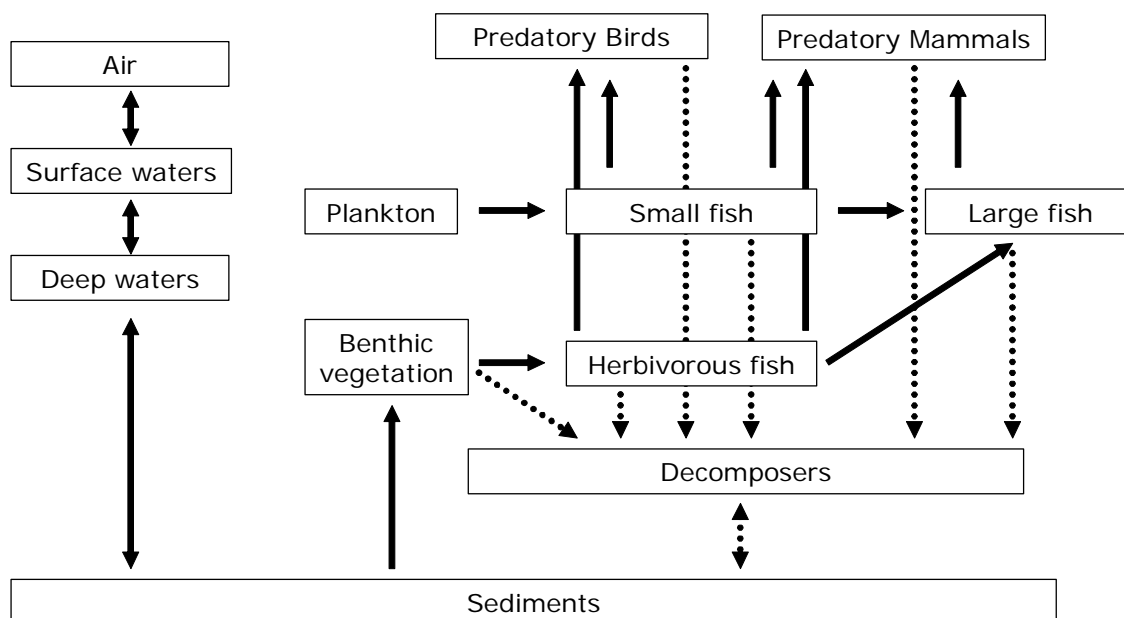 Predatory Birds
Predatory Mammals
Air
Surface waters
Plankton
Small fish
Large fish
Deep waters
Benthic
vegetation
Herbivorous fish
Decomposers
Sediments